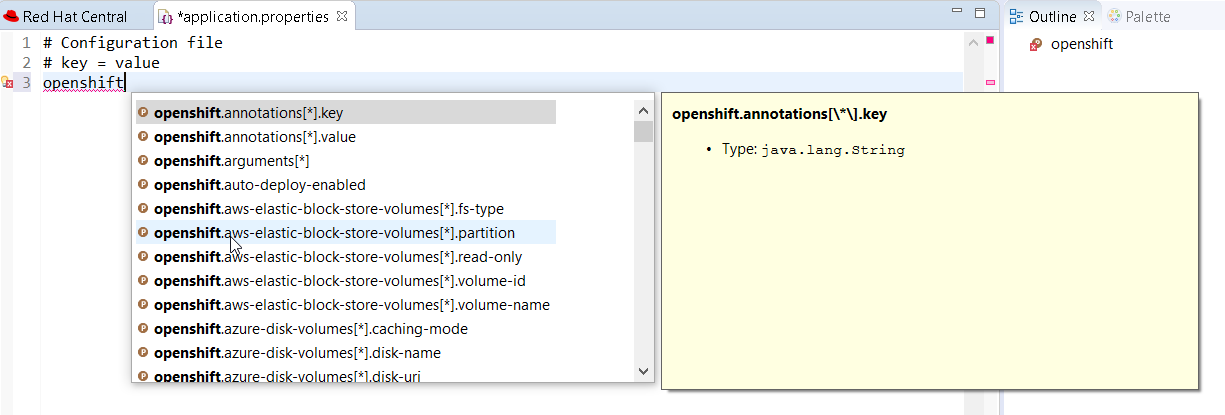 Red Hat Central
*application.properties
Outline
Palette
1 # Configuration file
2 # key = value
3 openshift
openshift
openshift.annotations[*].key
openshift.annotations[*].value
openshift.arguments[*]
openshift.auto-deploy-enabled
openshift.aws-elastic-block-store-volumes[*].fs-type
openshift.aws-elastic-block-store-volumes[*].partition
openshift.aws-elastic-block-store-volumes[*].read-only
openshift.aws-elastic-block-store-volumes[*].volume-id
openshift.aws-elastic-block-store-volumes[*].volume-name
openshift.azure-disk-volumes[*].caching-mode
openshift.azure-disk-volumes[*].disk-name
openshift.azure-disk-volumes[*].disk-uri
openshift.annotations[\*\].key
• Type: java.lang.String